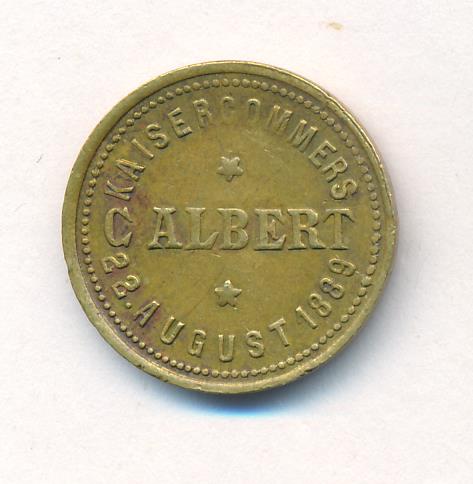 KAISERCOMMERS
C ALBERT
22. AUGUST 1889